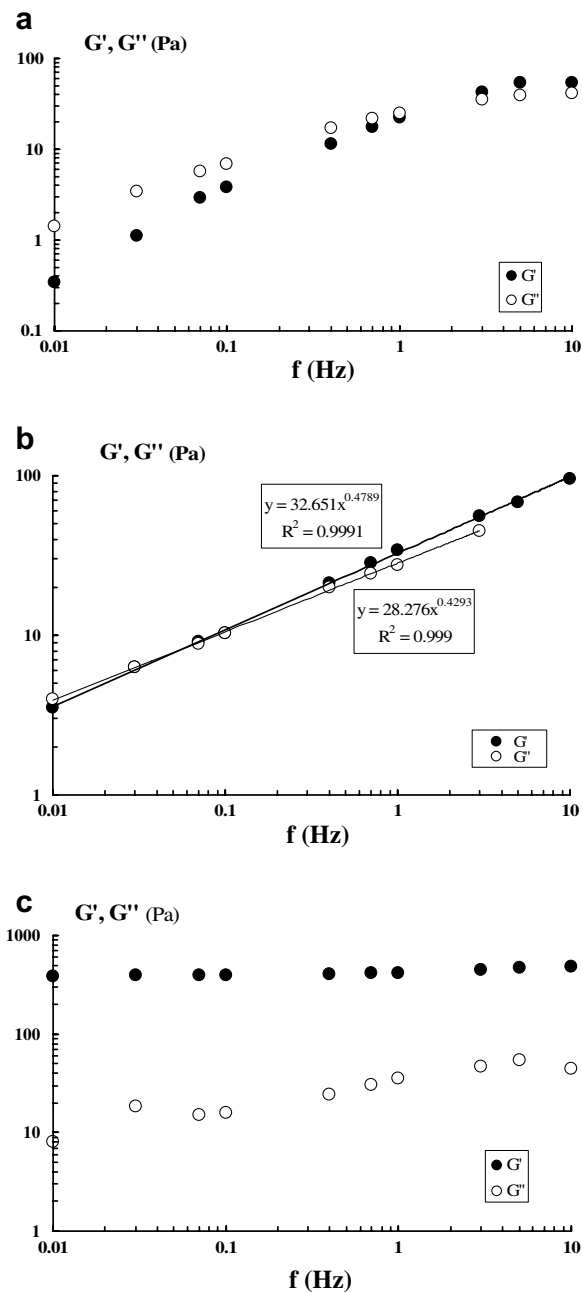 a
G', G'' (Pa)
100
10
1
0.1
0.01 0.1 1 10
f (Hz)
G'
G''
b
G', G'' (Pa)
100
10
1
y = 32.651x^0.4789
R^2 = 0.9991
y = 28.276x^0.4293
R^2 = 0.999
G'
G''
0.01 0.1 1 10
f (Hz)
c
G', G'' (Pa)
1000
100
10
1
G'
G''
0.01 0.1 1 10
f (Hz)